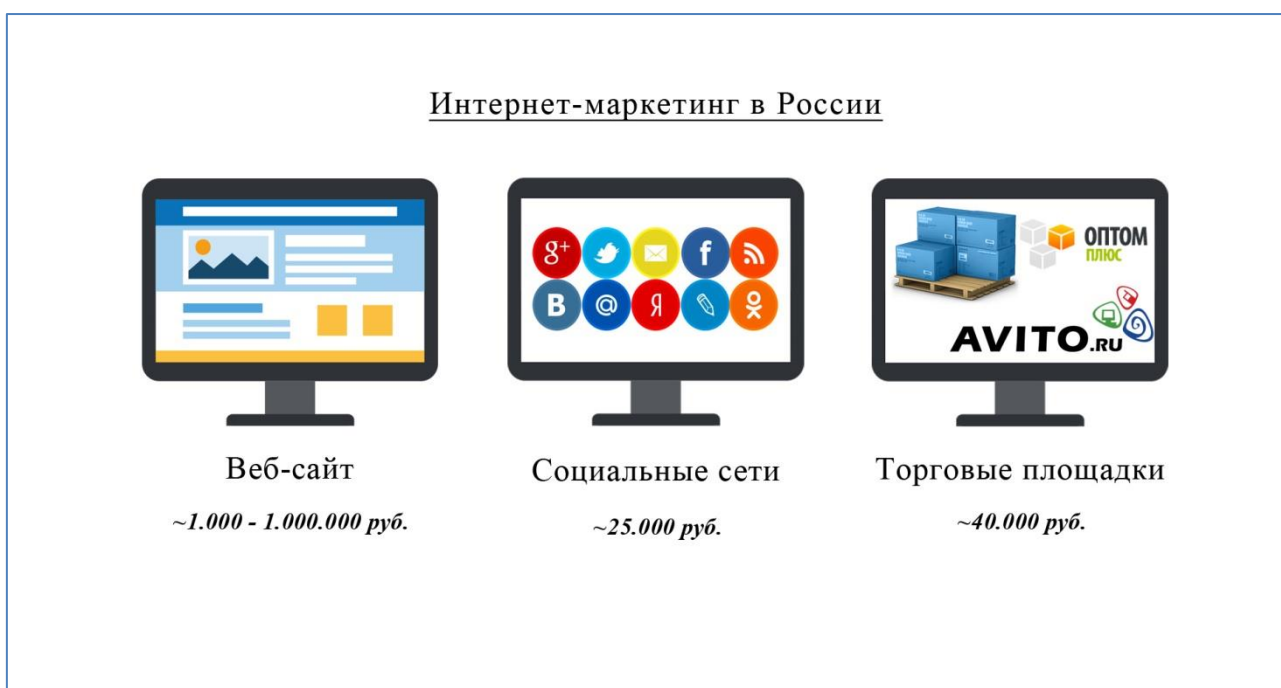 Интернет-маркетинг в России
g+
f
В
@
Я
ОПТОМ
ПЛЮС
AVITO.RU
Веб-сайт
Социальные сети
Торговые площадки
~1.000 - 1.000.000 руб.
~25.000 руб.
~40.000 руб.